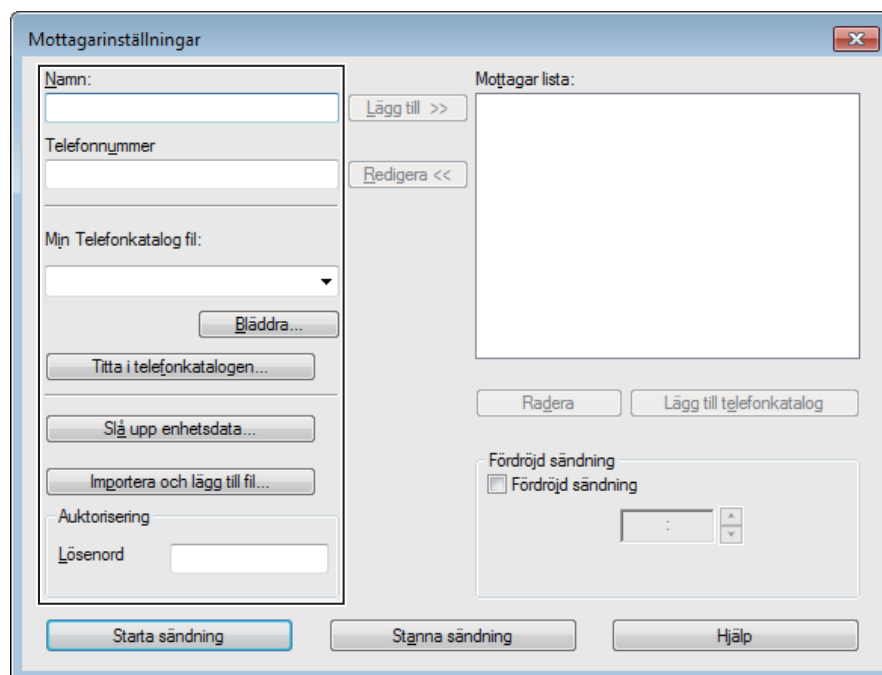 Mottagarinställningar
Namn:
Lägg till >>
Telefonnummer
Redigera <<
Min Telefonkatalog fil:
Bläddra...
Titta i telefonkatalogen...
Slå upp enhetsdata...
Importera och lägg till fil...
Auktorisering
Lösenord
Mottagar lista:
Radera
Lägg till telefonkatalog
Fördröjd sändning
Fördröjd sändning
:
Starta sändning
Stanna sändning
Hjälp